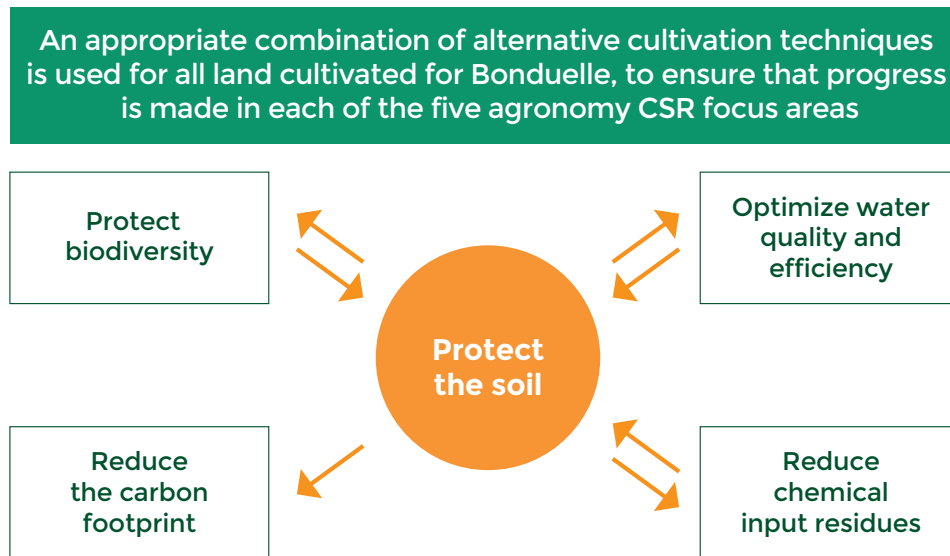 An appropriate combination of alternative cultivation techniques
is used for all land cultivated for Bonduelle, to ensure that progress
is made in each of the five agronomy CSR focus areas
Protect
biodiversity
Optimize water
quality and
efficiency
Protect
the soil
Reduce
the carbon
footprint
Reduce
chemical
input residues